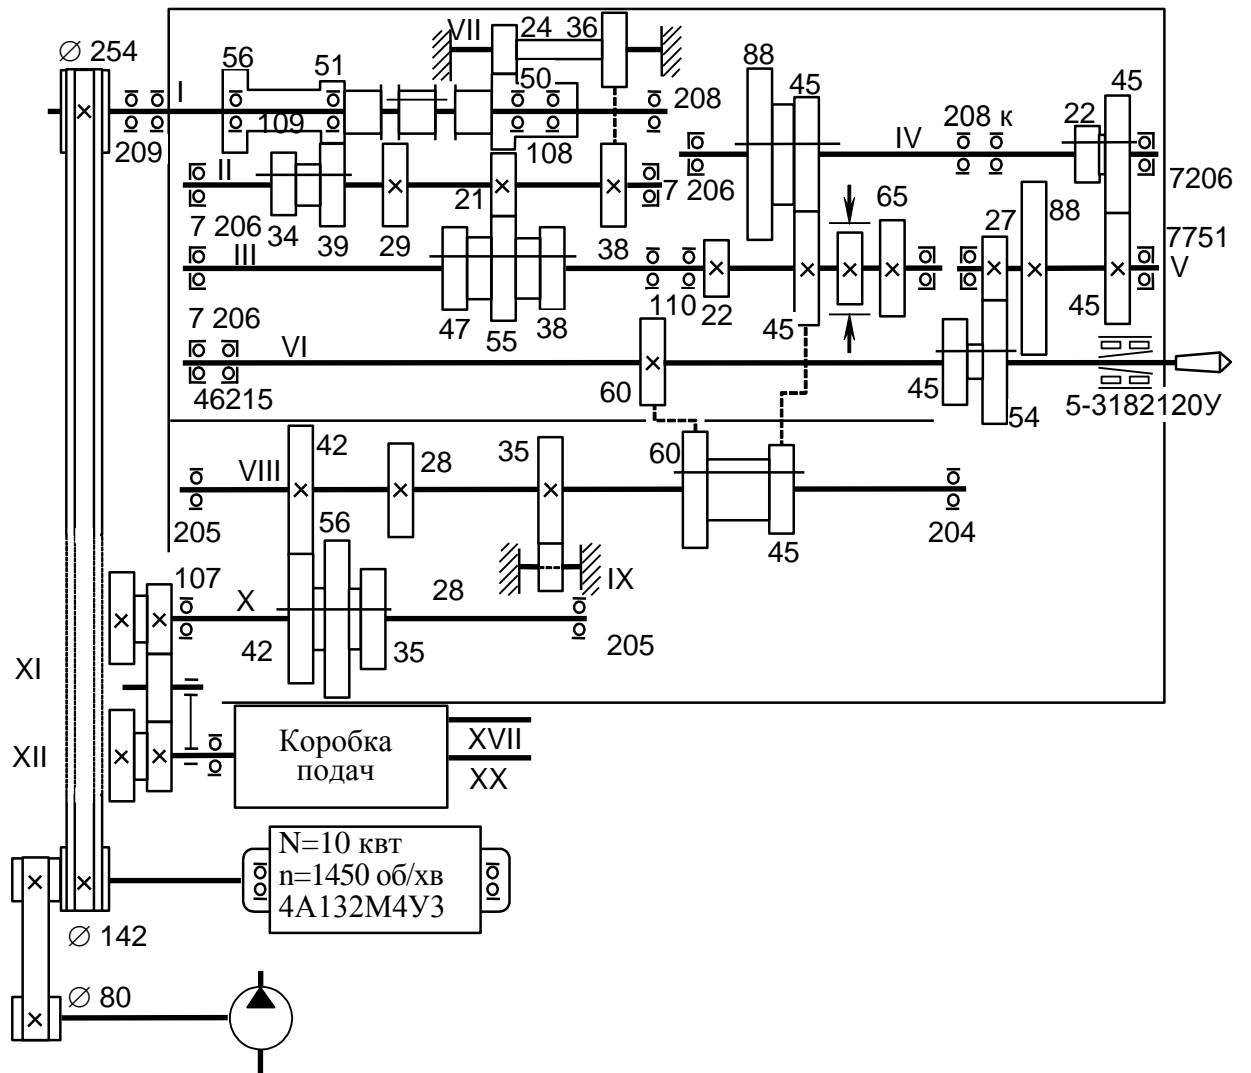 VII 24 36
∅ 254
56 51 88
45 45
I 50 208 22
109 208 к
209 108 IV
II 21 7 206 7 206 7206
65 88
7 206 34 39 29 38 27
7751
III V
110
7 206 47 55 38 22 45 45
VI
46215 60 45 5-3182120У
54
42 28 35 60
VIII
205 56 45 204
107 IX
X 28
42 35 205
XI
XII Коробка XVII
подач XX
N=10 квт
n=1450 об/хв
4А132М4У3
∅ 142
∅ 80